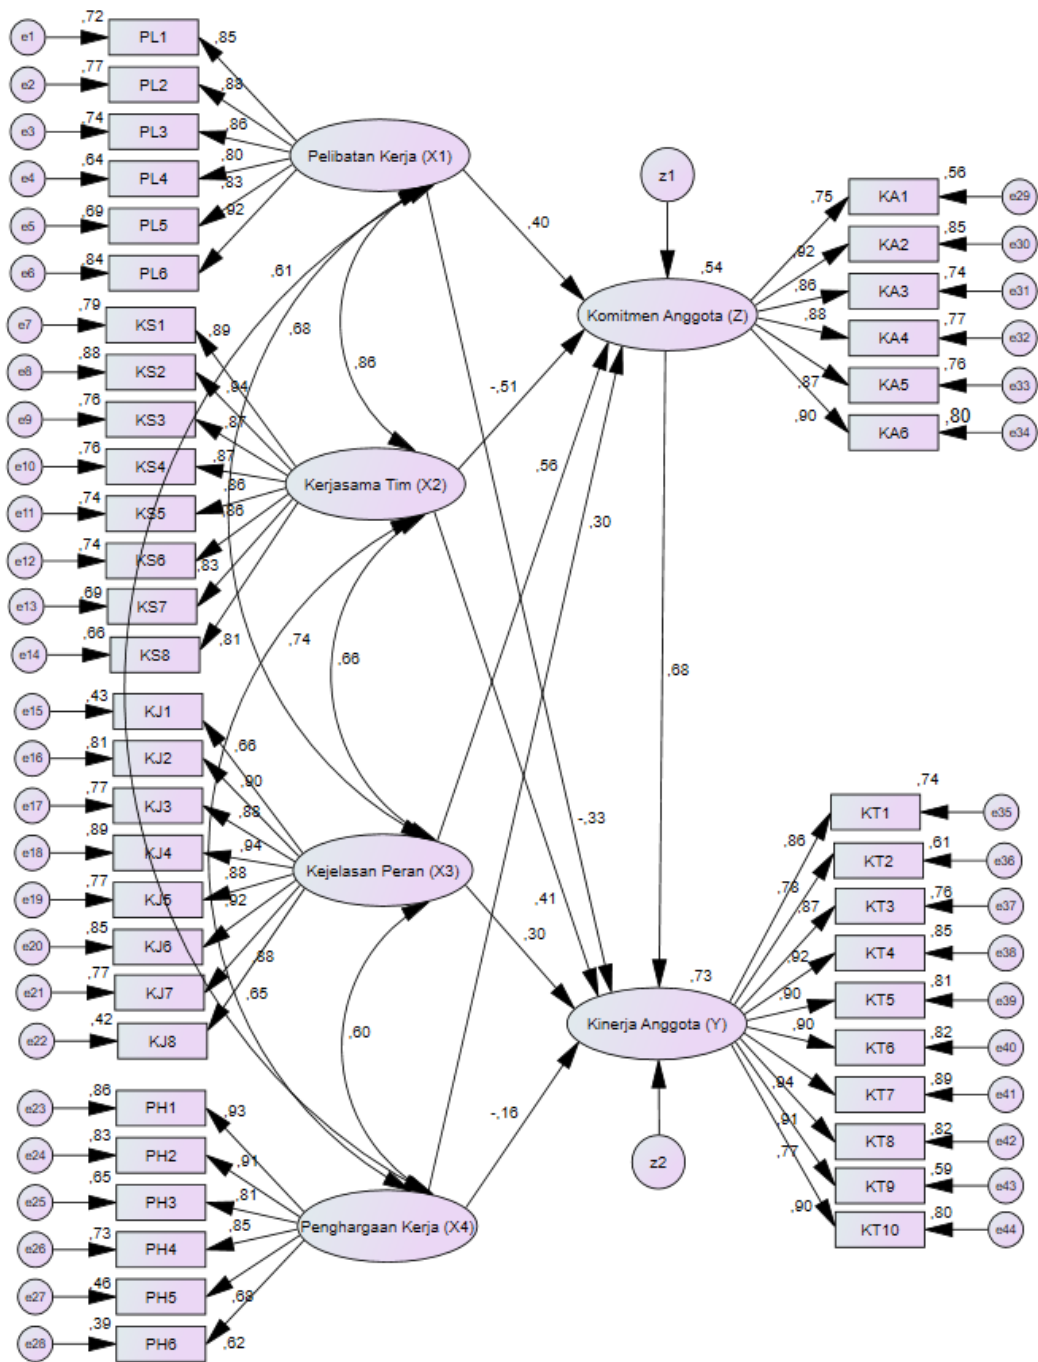 e1 ,72 PL1 ,85
e2 ,77 PL2 ,88
e3 ,74 PL3 ,86
e4 ,64 PL4 ,80
e5 ,69 PL5 ,83
e6 ,84 PL6 ,92
Pelibatan Kerja (X1)
e7 ,79 KS1 ,89
e8 ,88 KS2 ,94
e9 ,76 KS3 ,87
e10 ,76 KS4 ,87
e11 ,74 KS5 ,86
e12 ,74 KS6 ,86
e13 ,69 KS7 ,83
e14 ,66 KS8 ,81
Kerjasama Tim (X2)
e15 ,43 KJ1 ,66
e16 ,81 KJ2 ,90
e17 ,77 KJ3 ,88
e18 ,89 KJ4 ,94
e19 ,77 KJ5 ,88
e20 ,85 KJ6 ,92
e21 ,77 KJ7 ,88
e22 ,42 KJ8 ,65
Kejelasan Peran (X3)
e23 ,86 PH1 ,93
e24 ,83 PH2 ,91
e25 ,65 PH3 ,81
e26 ,73 PH4 ,85
e27 ,46 PH5 ,68
e28 ,39 PH6 ,62
Penghargaan Kerja (X4)
,61
,68
,86
,74
,66
,60
,40
-,51
,56
,30
-,33
,41
,30
-,16
,68
z1
,54
Komitmen Anggota (Z)
,75 KA1 ,56 e29
,92 KA2 ,85 e30
,86 KA3 ,74 e31
,88 KA4 ,77 e32
,87 KA5 ,76 e33
,90 KA6 ,80 e34
,73
Kinerja Anggota (Y)
z2
,86 KT1 ,74 e35
,78 KT2 ,61 e36
,87 KT3 ,76 e37
,92 KT4 ,85 e38
,90 KT5 ,81 e39
,90 KT6 ,82 e40
,94 KT7 ,89 e41
,91 KT8 ,82 e42
,77 KT9 ,59 e43
,90 KT10 ,80 e44